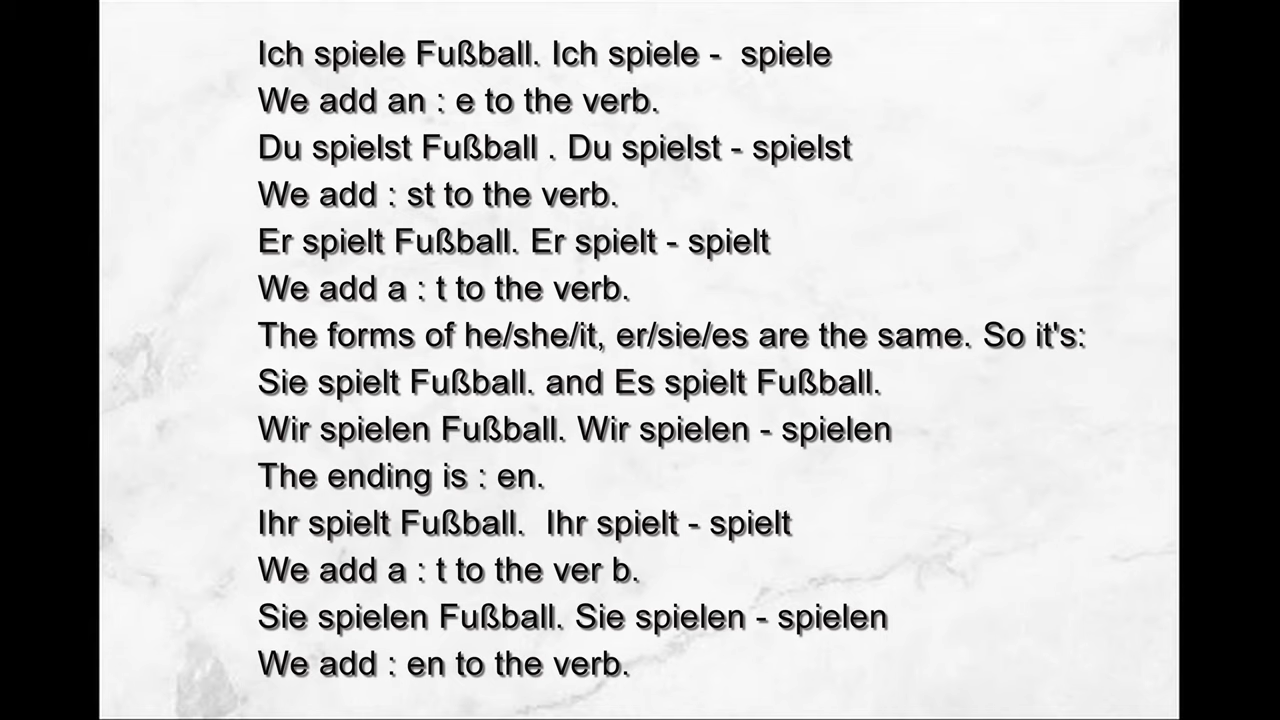 Ich spiele Fußball. Ich spiele -  spiele
We add an : e to the verb.
Du spielst Fußball . Du spielst - spielst
We add : st to the verb.
Er spielt Fußball. Er spielt - spielt
We add a : t to the verb.
The forms of he/she/it, er/sie/es are the same. So it's:
Sie spielt Fußball. and Es spielt Fußball.
Wir spielen Fußball. Wir spielen - spielen
The ending is : en.
Ihr spielt Fußball.  Ihr spielt - spielt
We add a : t to the ver b.
Sie spielen Fußball. Sie spielen - spielen
We add : en to the verb.